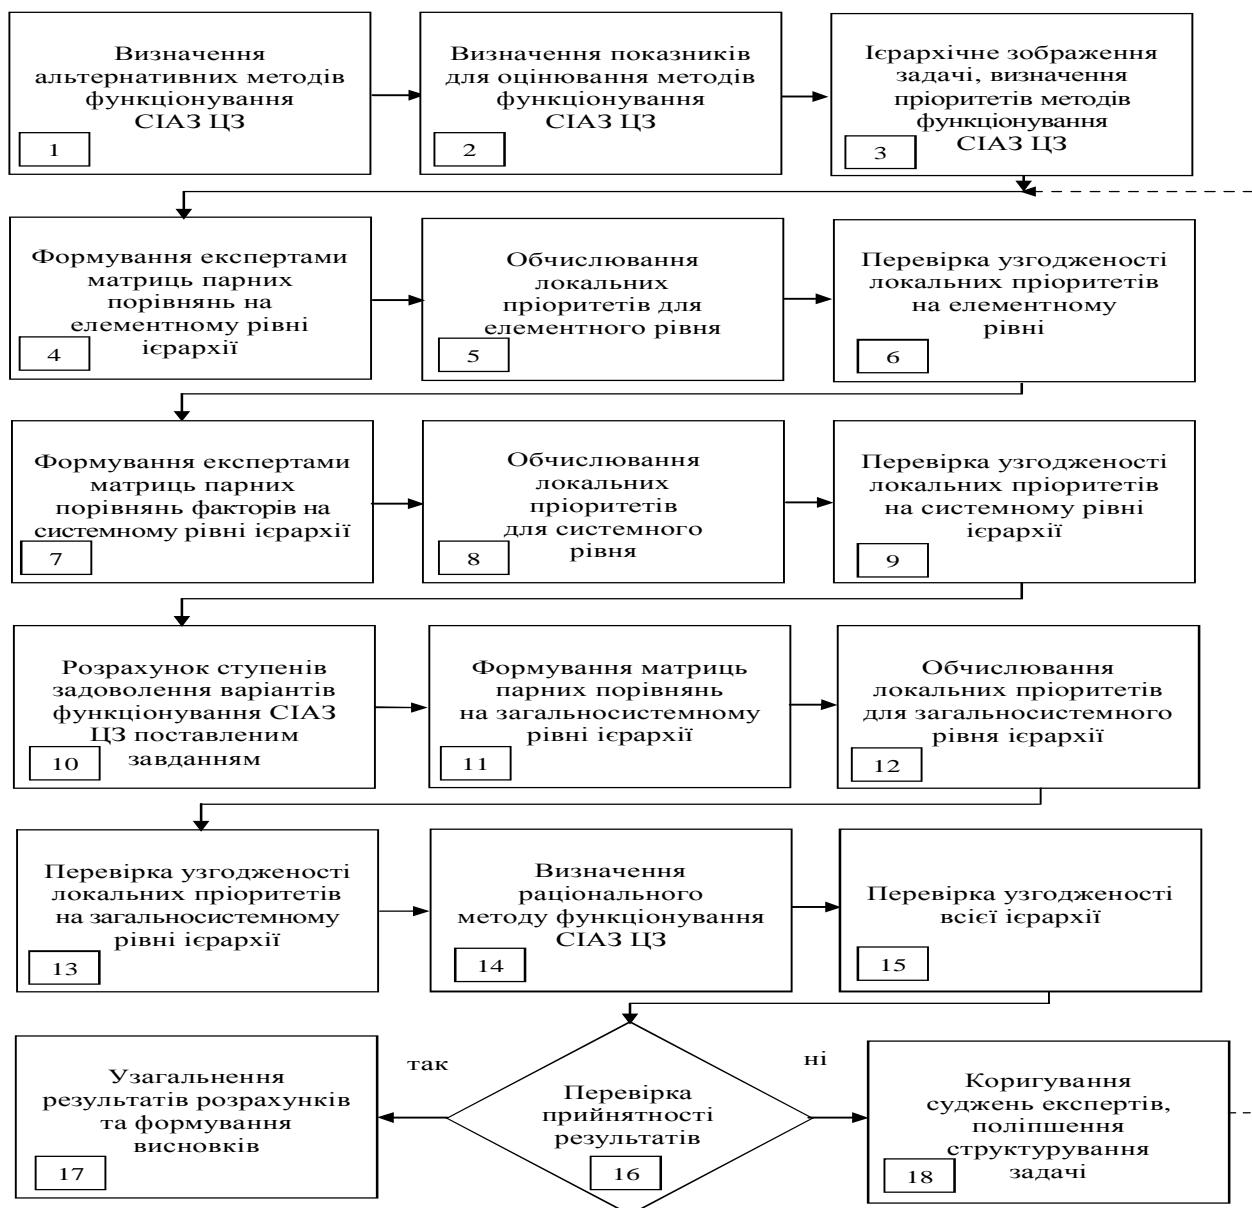 Визначення
альтернативних методів
функціонування
СІАЗ ЦЗ
1
Визначення показників
для оцінювання методів
функціонування
СІАЗ ЦЗ
2
Ієрархічне зображення
задачі, визначення
пріоритетів методів
функціонування
СІАЗ ЦЗ
3
Формування експертами
матриць парних
порівнянь на
елементному рівні
ієрархії
4
Обчислювання
локальних
пріоритетів для
елементного рівня
5
Перевірка узгодженості
локальних пріоритетів
на елементному
рівні
6
Формування експертами
матриць парних
порівнянь факторів на
системному рівні ієрархії
7
Обчислювання
локальних
пріоритетів
для системного
рівня
8
Перевірка узгодженості
локальних пріоритетів
на системному рівні
ієрархії
9
Розрахунок ступенів
задоволення варіантів
функціонування СІАЗ
ЦЗ поставленим
завданням
10
Формування матриць
парних порівнянь
на загальносистемному
рівні ієрархії
11
Обчислювання
локальних пріоритетів
для загальносистемного
рівня ієрархії
12
Перевірка узгодженості
локальних пріоритетів
на загальносистемному
рівні ієрархії
13
Визначення
раціонального
методу функціонування
СІАЗ ЦЗ
14
Перевірка узгодженості
всієї ієрархії
15
Узагальнення
результатів розрахунків
та формування
висновків
17
так
Перевірка
прийнятності
результатів
16
ні
Коригування
суджень експертів,
поліпшення
структурування
задачі
18